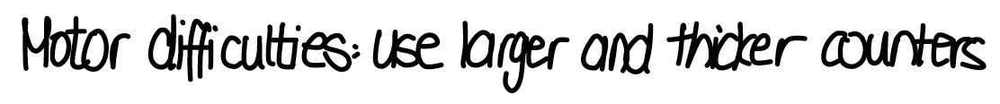 Motor difficulties: use larger and thicker counters